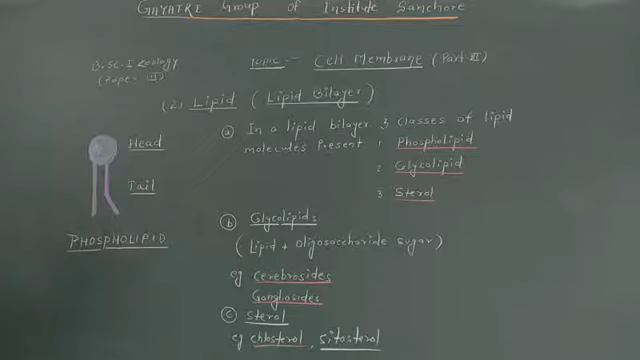 GAYATRI Group of Institute Sanchore
B.Sc. I Zoology
(Paper III)
Topic :- Cell Membrane (Part-III)
(2) Lipid (Lipid Bilayer)
(a) In a lipid bilayer 3 classes of lipid
molecules Present 1 Phospholipid
2 Glycolipid
3 Sterol
Head
Tail
PHOSPHOLIPID
(b) Glycolipids
(Lipid + Oligosaccharide sugar)
eg Cerebrosides
Gangliosides
(c) Sterol
eg , Sitosterol